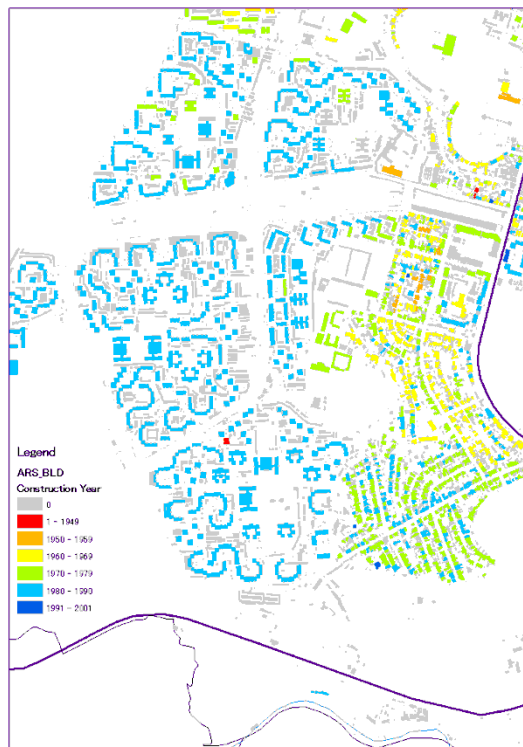 Legend
ARS_BLD
Construction Year
0
1 - 1949
1950 - 1959
1960 - 1969
1970 - 1979
1980 - 1990
1991 - 2001